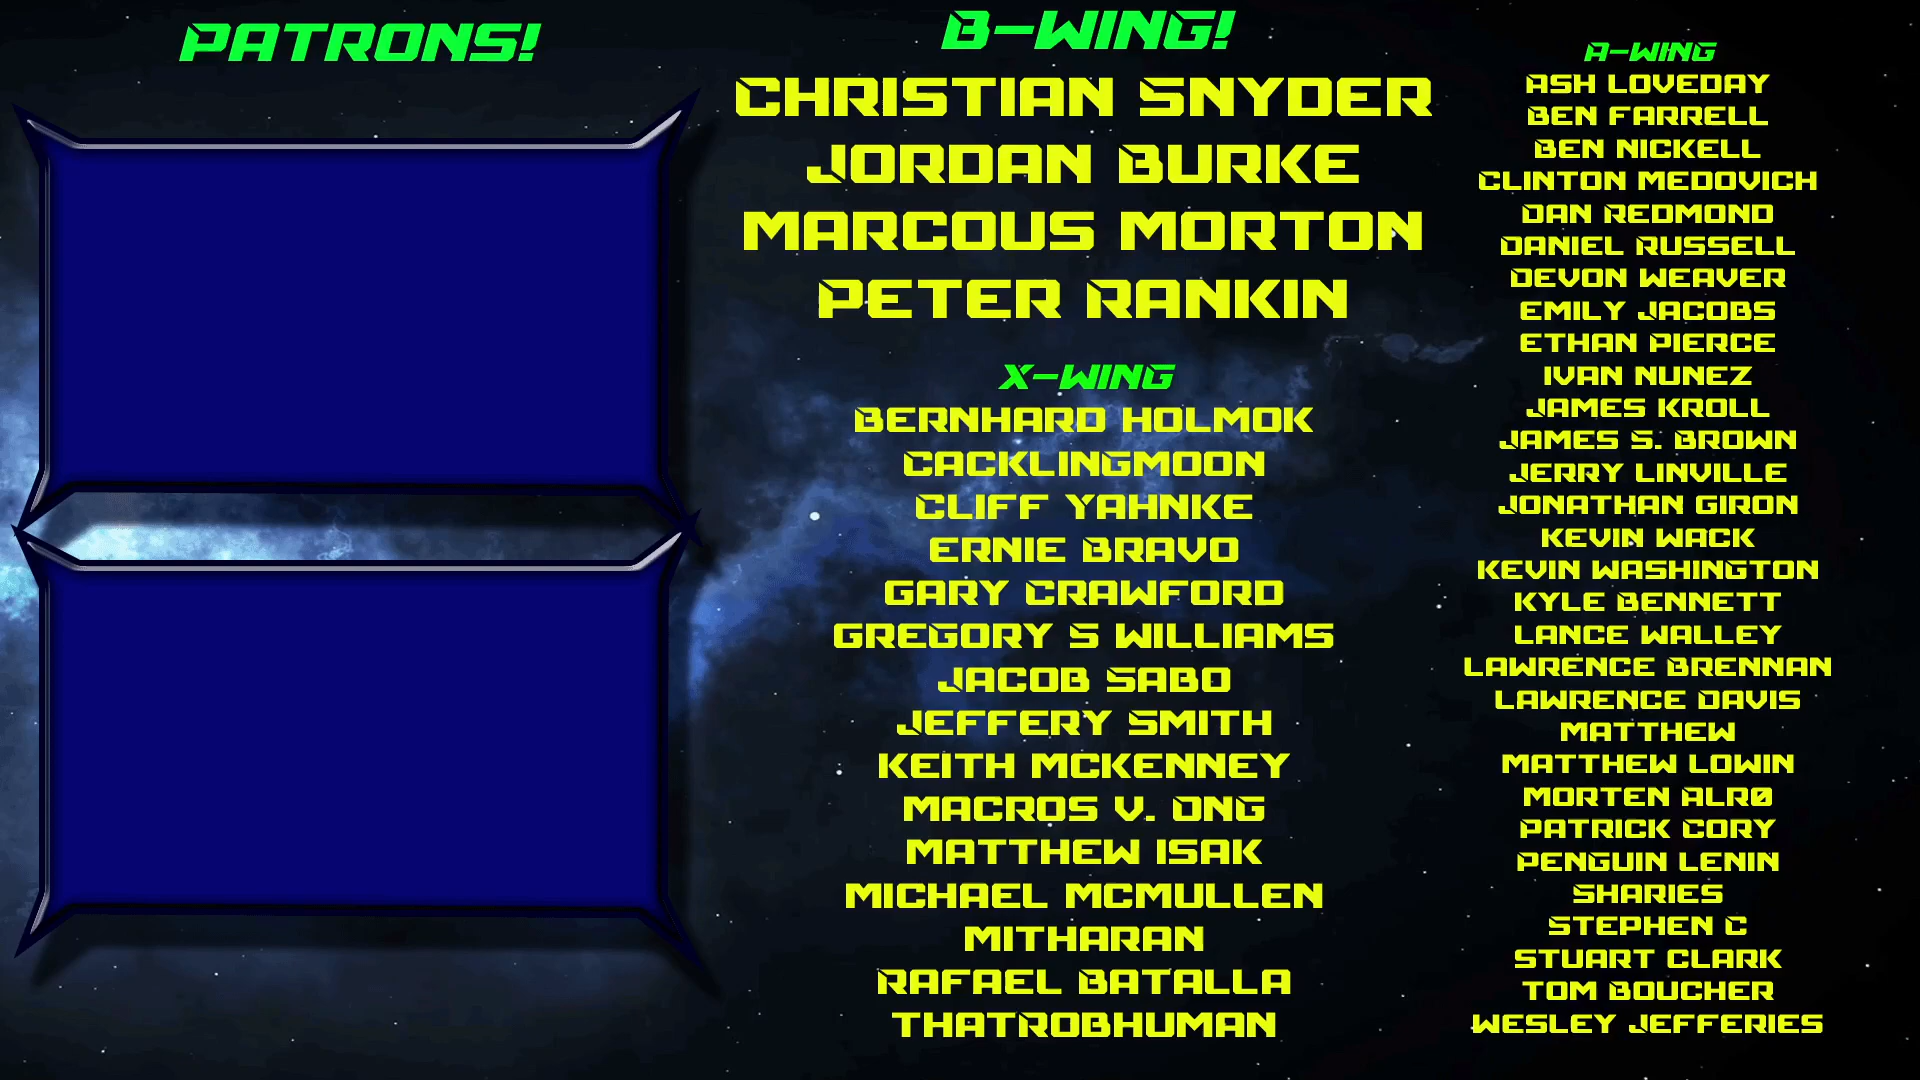 PATRONS!
B-WING!
CHRISTIAN SNYDER
JORDAN BURKE
MARCOUS MORTON
PETER RANKIN
X-WING
BERNHARD HOLMOK
CACKLINGMOON
CLIFF YAHNKE
ERNIE BRAVO
GARY CRAWFORD
GREGORY S WILLIAMS
JACOB SABO
JEFFERY SMITH
KEITH MCKENNEY
MACROS V. ONG
MATTHEW ISAK
MICHAEL MCMULLEN
MITHARAN
RAFAEL BATALLA
THATROBHUMAN
A-WING
ASH LOVEDAY
BEN FARRELL
BEN NICKELL
CLINTON MEDOVICH
DAN REDMOND
DANIEL RUSSELL
DEVON WEAVER
EMILY JACOBS
ETHAN PIERCE
IVAN NUNEZ
JAMES KROLL
JAMES S. BROWN
JERRY LINVILLE
JONATHAN GIRON
KEVIN WACK
KEVIN WASHINGTON
KYLE BENNETT
LANCE WALLEY
LAWRENCE BRENNAN
LAWRENCE DAVIS
MATTHEW
MATTHEW LOWIN
MORTEN ALRØ
PATRICK CORY
PENGUIN LENIN
SHARIES
STEPHEN C
STUART CLARK
TOM BOUCHER
WESLEY JEFFERIES